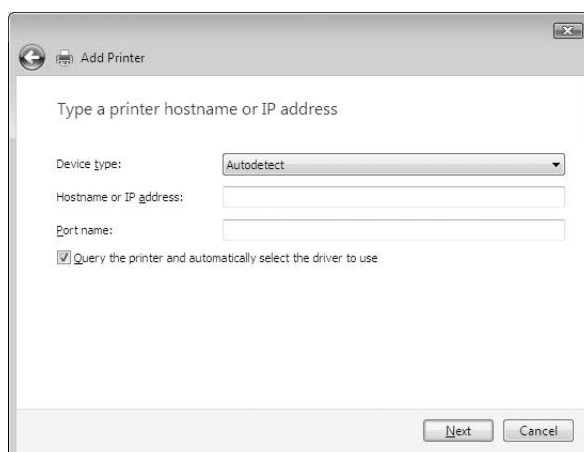 Add Printer
Type a printer hostname or IP address
Device type: Autodetect
Hostname or IP address:
Port name:
Query the printer and automatically select the driver to use
Next Cancel